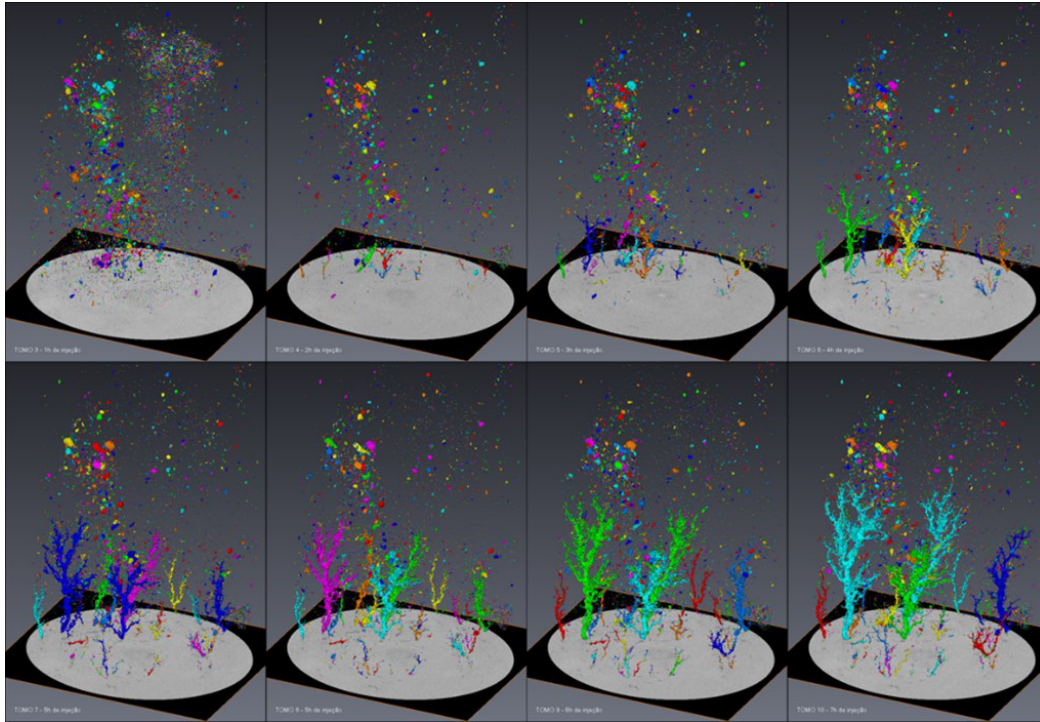 TOMO 3 - 1h de injeção
TOMO 4 - 2h de injeção
TOMO 5 - 3h de injeção
TOMO 6 - 4h de injeção
TOMO 7 - 5h de injeção
TOMO 8 - 5h de injeção
TOMO 9 - 6h de injeção
TOMO 10 - 7h de injeção